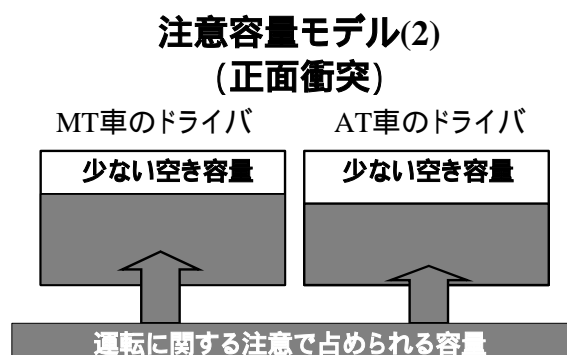 注意容量モデル(2)
(正面衝突)
MT車のドライバ
AT車のドライバ
少ない空き容量
少ない空き容量
運転に関する注意で占められる容量